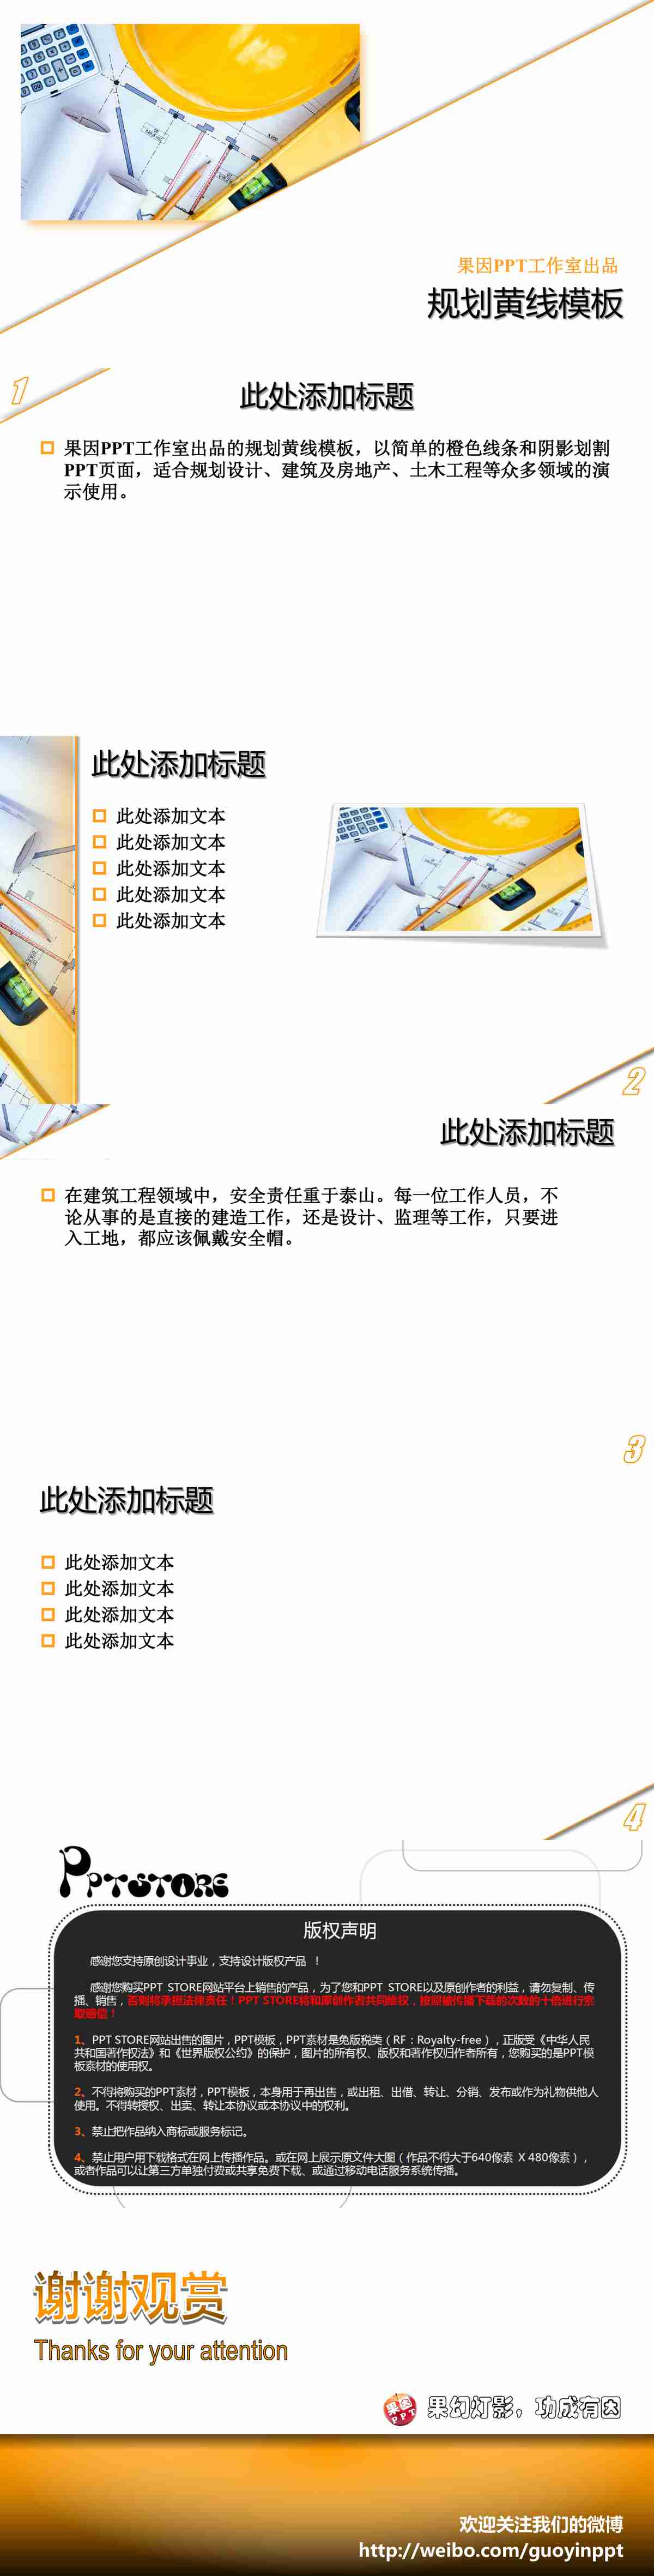 果因PPT工作室出品
规划黄线模板
1
此处添加标题
果因PPT工作室出品的规划黄线模板，以简单的橙色线条和阴影划割
PPT页面，适合规划设计、建筑及房地产、土木工程等众多领域的演
示使用。
此处添加标题
此处添加文本
此处添加文本
此处添加文本
此处添加文本
此处添加文本
2
此处添加标题
在建筑工程领域中，安全责任重于泰山。每一位工作人员，不
论从事的是直接的建造工作，还是设计、监理等工作，只要进
入工地，都应该佩戴安全帽。
3
此处添加标题
此处添加文本
此处添加文本
此处添加文本
此处添加文本
4
PPTSTORE
版权声明
感谢您支持原创设计事业，支持设计版权产品 ！
感谢您购买PPT STORE网站平台上销售的产品，为了您和PPT STORE以及原创作者的利益，请勿复制、传
播、销售，否则将承担法律责任！PPT STORE将和原创作者共同维权，按照被传播下载的次数的十倍进行索
取赔偿！
1、PPT STORE网站出售的图片，PPT模板，PPT素材是免版税类（RF：Royalty-free），正版受《中华人民
共和国著作权法》和《世界版权公约》的保护，图片的所有权、版权和著作权归作者所有，您购买的是PPT模
板素材的使用权。
2、不得将购买的PPT素材，PPT模板，本身用于再出售，或出租、出借、转让、分销、发布或作为礼物供他人
使用。不得转授权、出卖、转让本协议或本协议中的权利。
3、禁止把作品纳入商标或服务标记。
4、禁止用户用下载格式在网上传播作品。或在网上展示原文件大图（作品不得大于640像素 X 480像素），
或者作品可以让第三方单独付费或共享免费下载、或通过移动电话服务系统传播。
谢谢观赏
Thanks for your attention
果因
PPT
果幻灯影，功成有因
欢迎关注我们的微博
http://weibo.com/guoyinppt